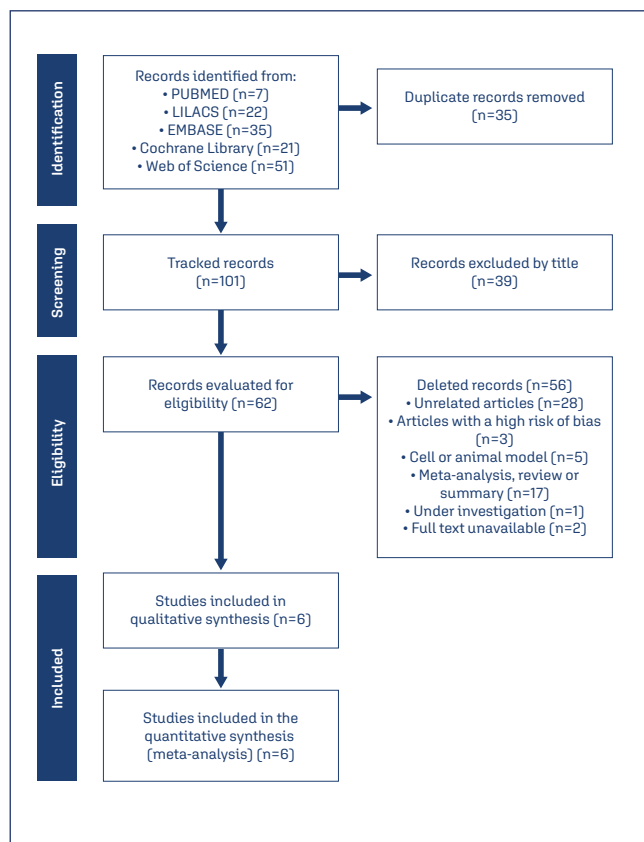 Identification
Records identified from:
• PUBMED (n=7)
• LILACS (n=22)
• EMBASE (n=35)
• Cochrane Library (n=21)
• Web of Science (n=51)
Duplicate records removed
(n=35)
Screening
Tracked records
(n=101)
Records excluded by title
(n=39)
Eligibility
Records evaluated for
eligibility (n=62)
Deleted records (n=56)
• Unrelated articles (n=28)
• Articles with a high risk of bias
(n=3)
• Cell or animal model (n=5)
• Meta-analysis, review or
summary (n=17)
• Under investigation (n=1)
• Full text unavailable (n=2)
Included
Studies included in
qualitative synthesis (n=6)
Studies included in the
quantitative synthesis
(meta-analysis) (n=6)